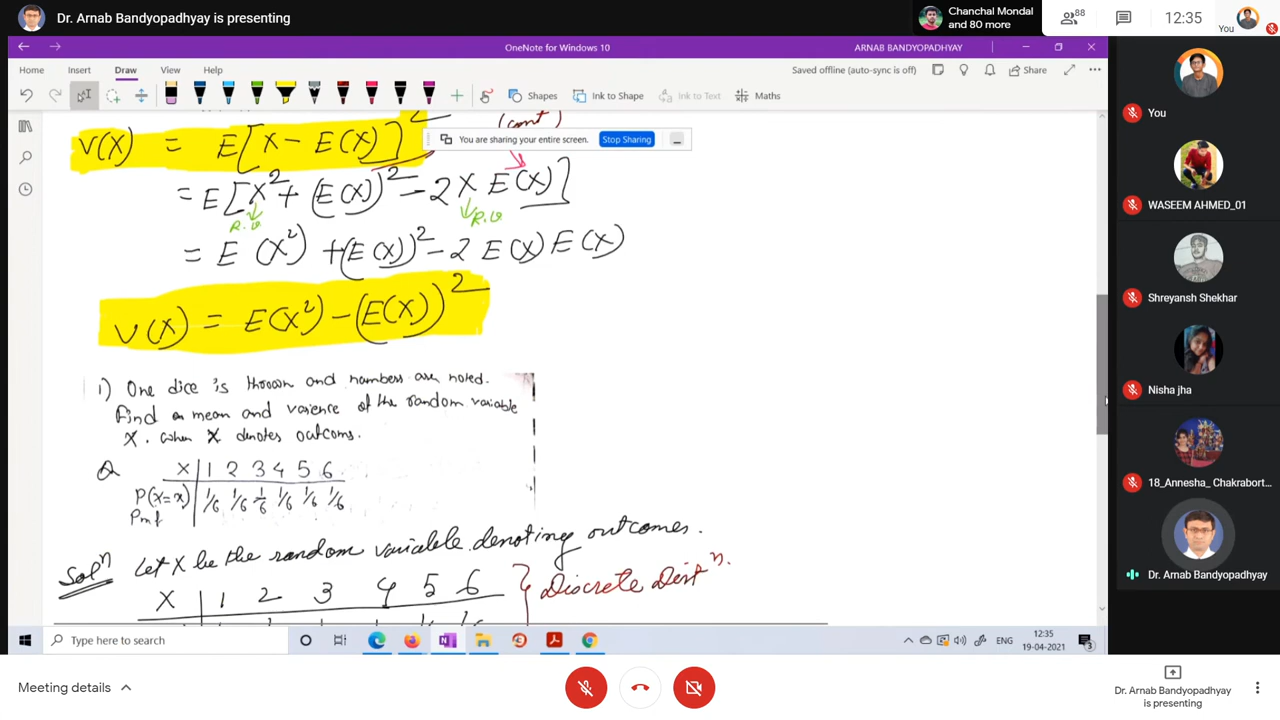 Dr. Arnab Bandyopadhyay is presenting
Chanchal Mondal
and 80 more
88
12:35
You
OneNote for Windows 10
ARNAB BANDYOPADHYAY
Home Insert Draw View Help
Saved offline (auto-sync is off)
Share
Shapes
Ink to Shape
Ink to Text
Maths
(cont)
You are sharing your entire screen.
Stop Sharing
V(X) = E[X - E(X)]²
= E[X² + (E(X))² - 2X E(X)]
R.V
R.V
= E(X²) + (E(X))² - 2 E(X) E(X)
V(X) = E(X²) - (E(X))²
1) One dice is thrown and numbers are noted.
Find mean and varience of the random variable
X. when X denotes outcoms.
X | 1 2 3 4 5 6
P(X=x) | 1/6 1/6 1/6 1/6 1/6 1/6
Pmf
Solⁿ Let X be the random variable denoting outcomes.
X | 1 2 3 4 5 6 } Discrete Distⁿ.
You
WASEEM AHMED_01
Shreyansh Shekhar
Nisha jha
18_Annesha_ Chakrabort...
Dr. Arnab Bandyopadhyay
Type here to search
ENG
12:35
19-04-2021
3
Meeting details
Dr. Arnab Bandyopadhyay
is presenting